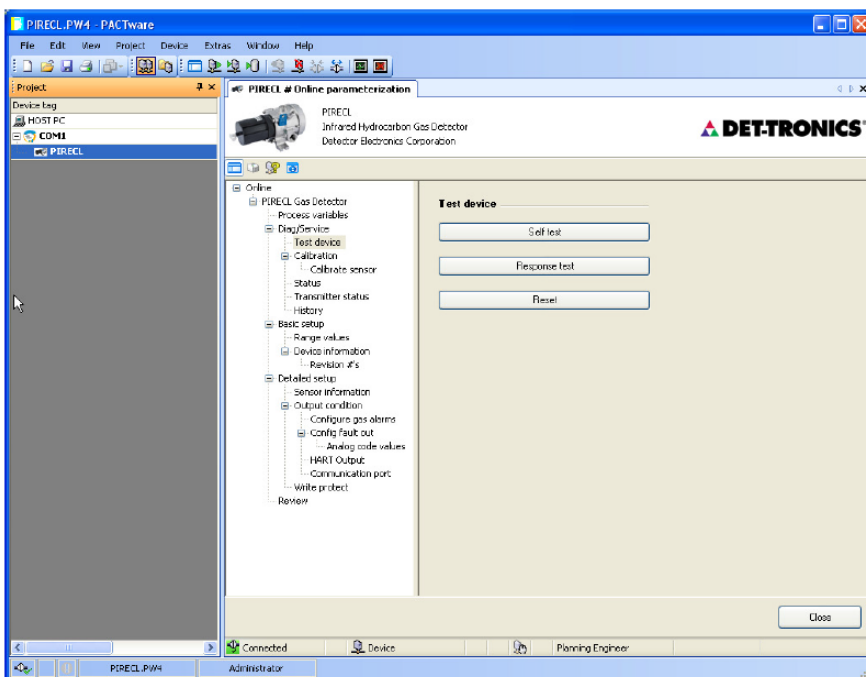 PIRECL.PW4 - PACTware
File Edit View Project Device Extras Window Help
Project
PIRECL # Online parameterization
Device tag
HOST PC
COM1
PIRECL
PIRECL
Infrared Hydrocarbon Gas Detector
Detector Electronics Corporation
DET-TRONICS®
Online
PIRECL Gas Detector
Process variables
Diag/Service
Test device
Calibration
Calibrate sensor
Status
Transmitter status
History
Basic setup
Range values
Device information
Revision #'s
Detailed setup
Sensor information
Output condition
Configure gas alarms
Config fault out
Analog code values
HART Output
Communication port
Write protect
Review
Test device
Self test
Response test
Reset
Close
Connected Device Planning Engineer
PIRECL.PW4 Administrator